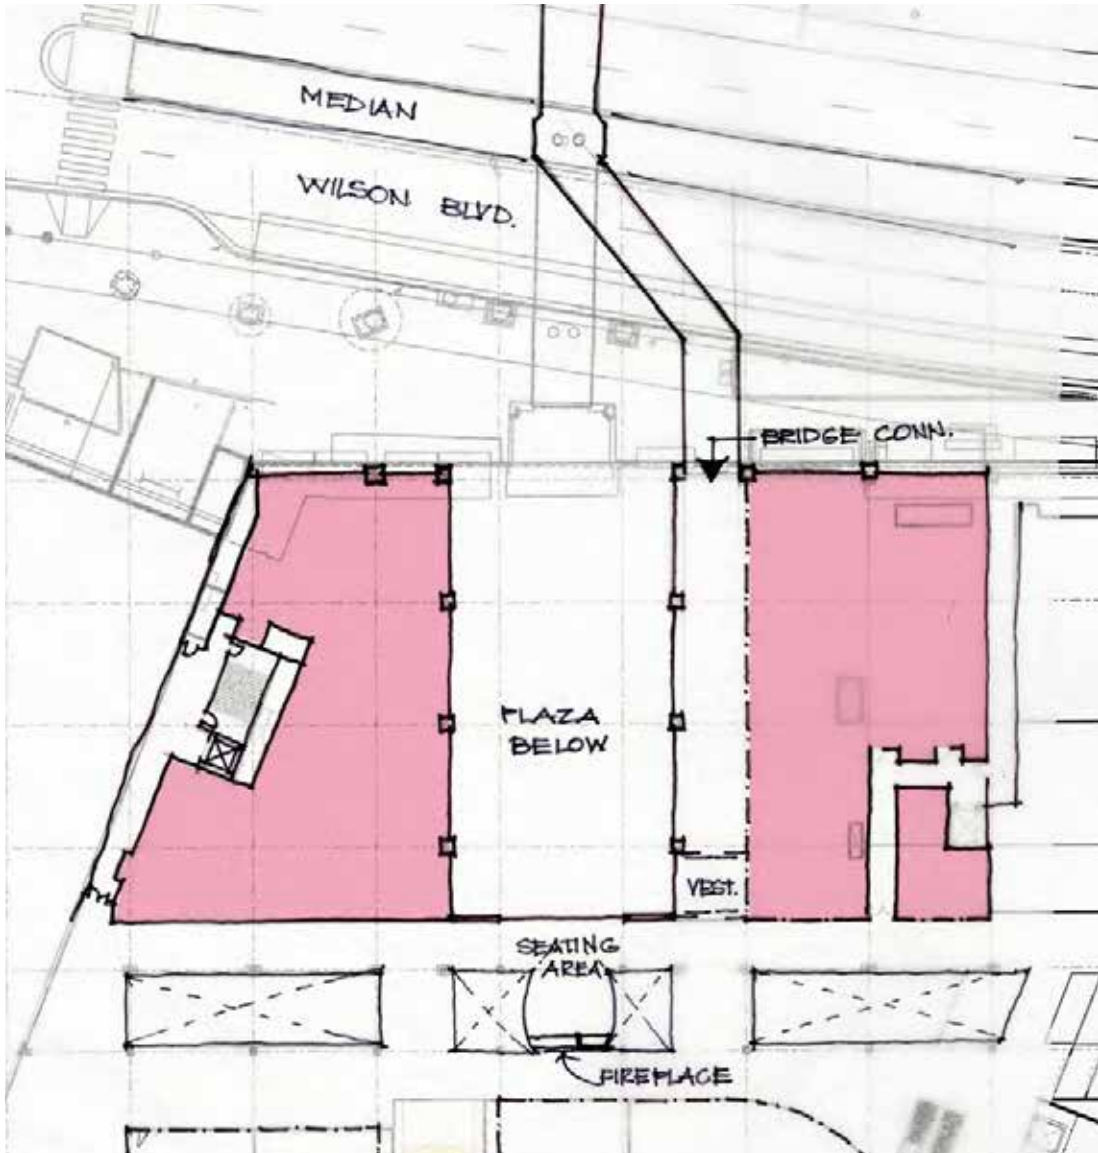 MEDIAN
WILSON BLVD.
BRIDGE CONN.
PLAZA
BELOW
VEST.
SEATING
AREA
FIREPLACE